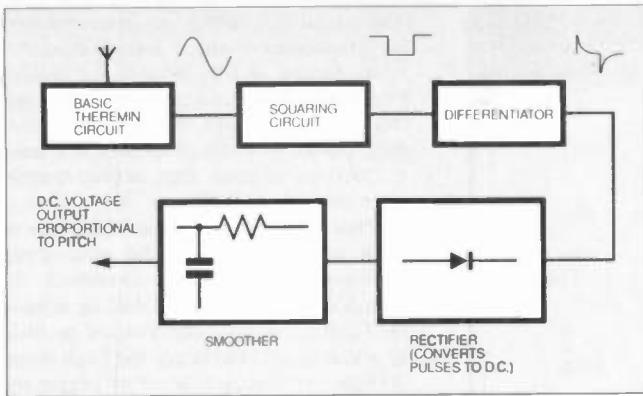 BASIC
THEREMIN
CIRCUIT
SQUARING
CIRCUIT
DIFFERENTIATOR
D.C. VOLTAGE
OUTPUT
PROPORTIONAL
TO PITCH
SMOOTHER
RECTIFIER
(CONVERTS
PULSES TO D.C.)